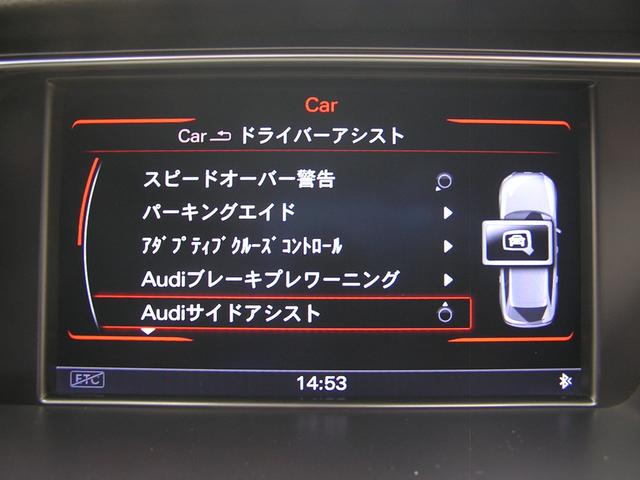 Car
Car ドライバーアシスト
スピードオーバー警告
パーキングエイド
ｱﾀﾞﾌﾟﾃｨﾌﾞｸﾙｰｽﾞｺﾝﾄﾛｰﾙ
Audiブレーキプレワーニング
Audiサイドアシスト
ETC
14:53